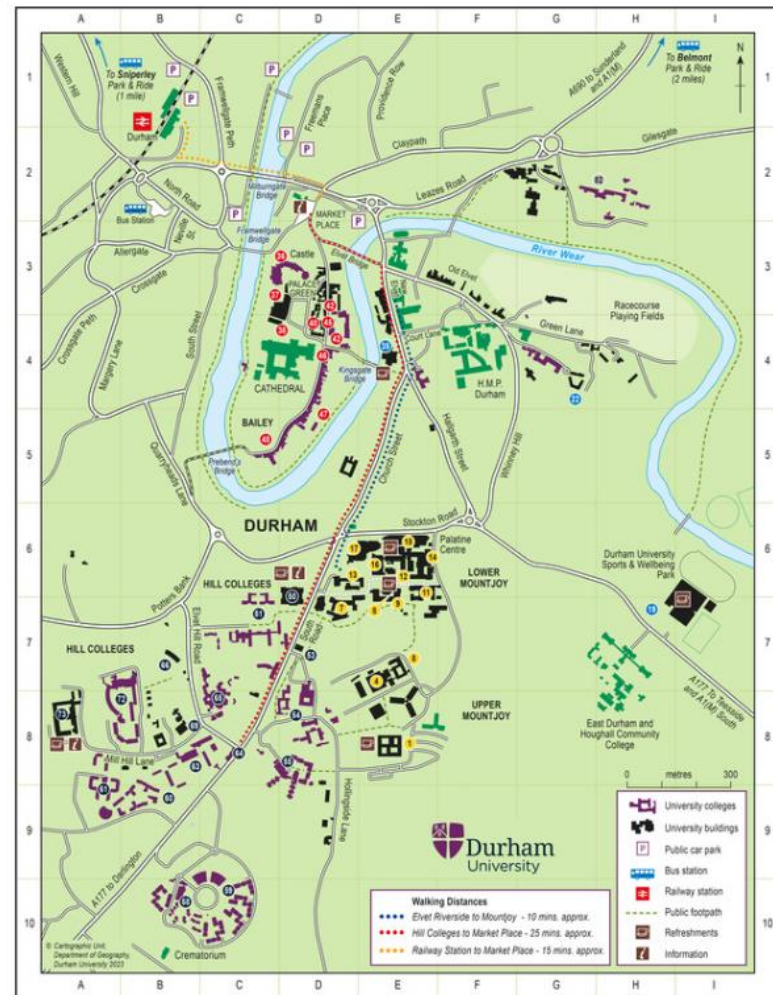 A B C D E F G H I
1
2
3
4
5
6
7
8
9
10
To Sniperley
Park & Ride
(1 mile)
To Belmont
Park & Ride
(2 miles)
N
Western Hill
Framwellgate Peth
Freemans
Place
Providence Row
A690 to Sunderland
and A1(M)
Claypath
Gilesgate
Durham
North Road
Milburngate
Bridge
Leazes Road
Bus Station
Neville
St.
Framwellgate
Bridge
MARKET
PLACE
Allergate
Crossgate
Castle
Elvet Bridge
PALACE
GREEN
Old Elvet
River Wear
Racecourse
Playing Fields
Green Lane
Court Lane
Crossgate Peth
Margery Lane
South Street
CATHEDRAL
Kingsgate
Bridge
H.M.P.
Durham
BAILEY
Prebend's
Bridge
Quarryheads Lane
Church Street
Hallgarth Street
Whinney Hill
DURHAM
Stockton Road
Palatine
Centre
LOWER
MOUNTJOY
Durham University
Sports & Wellbeing
Park
Potters Bank
HILL COLLEGES
Elvet Hill Road
South Road
HILL COLLEGES
UPPER
MOUNTJOY
A177 To Teesside
and A1(M) South
East Durham and
Houghall Community
College
Mill Hill Lane
Hollingside Lane
A177 to Darlington
Crematorium
0 metres 300
Durham
University
University colleges
University buildings
Public car park
Bus station
Railway station
Public footpath
Refreshments
Information
Walking Distances
Elvet Riverside to Mountjoy - 10 mins. approx.
Hill Colleges to Market Place - 25 mins. approx.
Railway Station to Market Place - 15 mins. approx.
© Cartographic Unit,
Department of Geography,
Durham University 2023
A B C D E F G H I